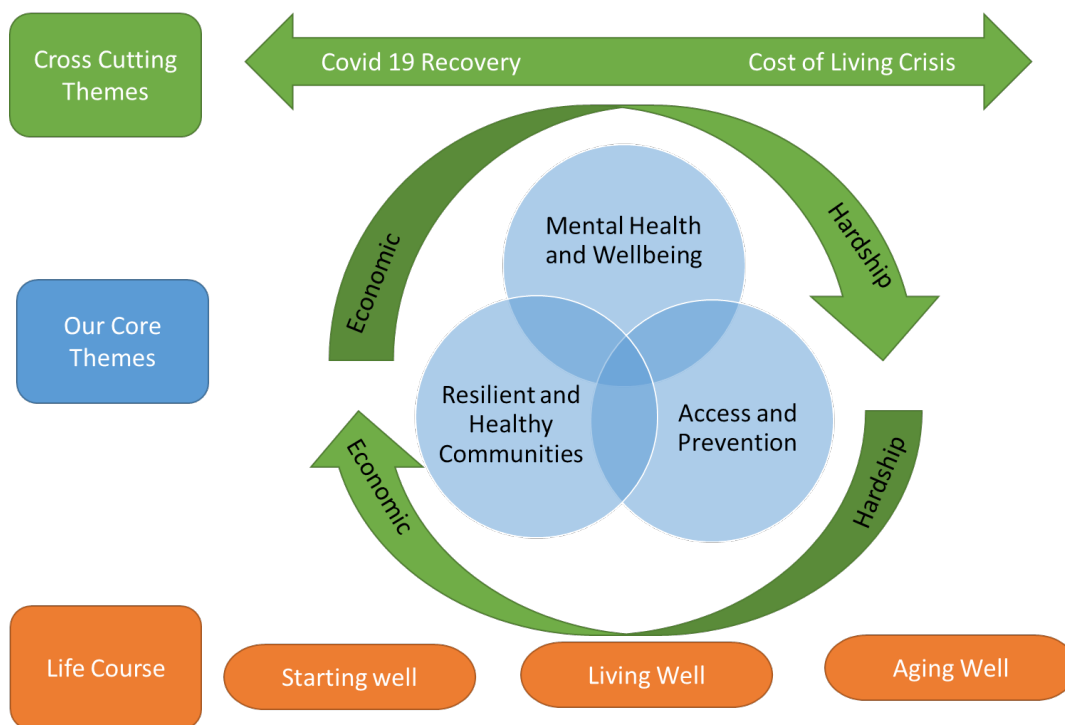 Cross Cutting
Themes
Covid 19 Recovery
Cost of Living Crisis
Economic
Hardship
Mental Health
and Wellbeing
Our Core
Themes
Resilient and
Healthy
Communities
Access and
Prevention
Economic
Hardship
Life Course
Starting well
Living Well
Aging Well